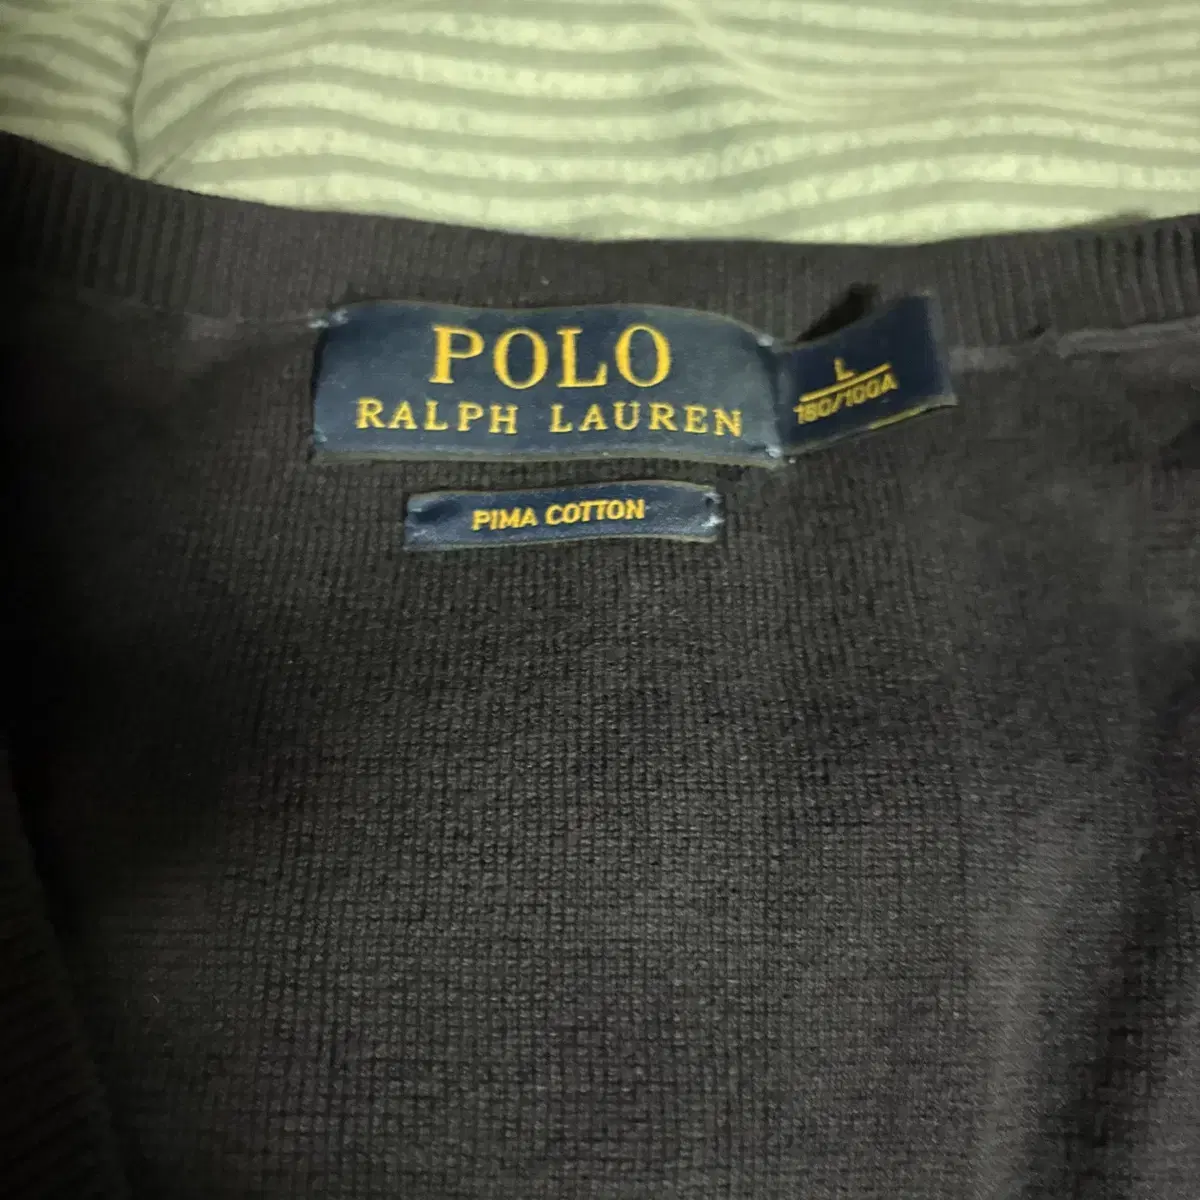 POLO
RALPH LAUREN
L
180/100A
PIMA COTTON